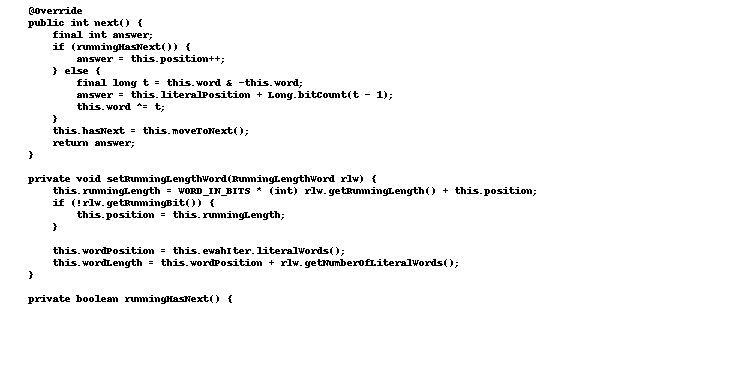 @Override
public int next() {
final int answer;
if (runningHasNext()) {
answer = this.position++;
} else {
final long t = this.word & -this.word;
answer = this.literalPosition + Long.bitCount(t - 1);
this.word ^= t;
}
this.hasNext = this.moveToNext();
return answer;
}
private void setRunningLengthWord(RunningLengthWord rlw) {
this.runningLength = WORD_IN_BITS * (int) rlw.getRunningLength() + this.position;
if (!rlw.getRunningBit()) {
this.position = this.runningLength;
}
this.wordPosition = this.ewahIter.literalWords();
this.wordLength = this.wordPosition + rlw.getNumberOfLiteralWords();
}
private boolean runningHasNext() {